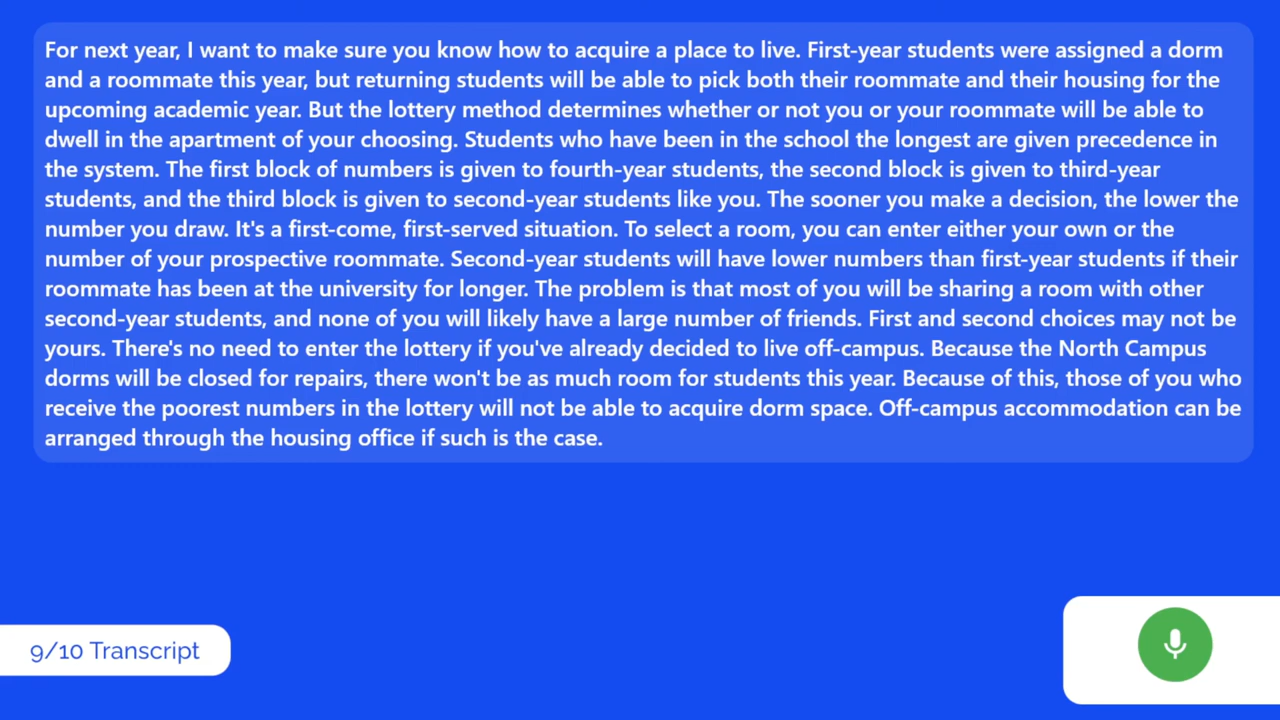 For next year, I want to make sure you know how to acquire a place to live. First-year students were assigned a dorm
and a roommate this year, but returning students will be able to pick both their roommate and their housing for the
upcoming academic year. But the lottery method determines whether or not you or your roommate will be able to
dwell in the apartment of your choosing. Students who have been in the school the longest are given precedence in
the system. The first block of numbers is given to fourth-year students, the second block is given to third-year
students, and the third block is given to second-year students like you. The sooner you make a decision, the lower the
number you draw. It's a first-come, first-served situation. To select a room, you can enter either your own or the
number of your prospective roommate. Second-year students will have lower numbers than first-year students if their
roommate has been at the university for longer. The problem is that most of you will be sharing a room with other
second-year students, and none of you will likely have a large number of friends. First and second choices may not be
yours. There's no need to enter the lottery if you've already decided to live off-campus. Because the North Campus
dorms will be closed for repairs, there won't be as much room for students this year. Because of this, those of you who
receive the poorest numbers in the lottery will not be able to acquire dorm space. Off-campus accommodation can be
arranged through the housing office if such is the case.
9/10 Transcript